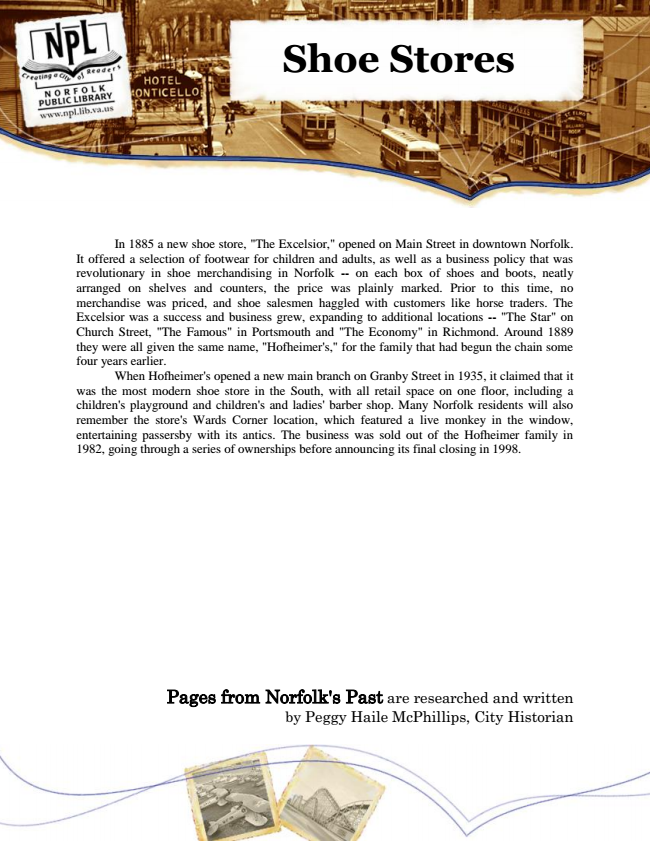 NPL
Creating a City of Readers
NORFOLK
PUBLIC LIBRARY
www.npl.lib.va.us
HOTEL
MONTICELLO
MONTICELLO
Shoe Stores
In 1885 a new shoe store, "The Excelsior," opened on Main Street in downtown Norfolk.
It offered a selection of footwear for children and adults, as well as a business policy that was
revolutionary in shoe merchandising in Norfolk -- on each box of shoes and boots, neatly
arranged on shelves and counters, the price was plainly marked. Prior to this time, no
merchandise was priced, and shoe salesmen haggled with customers like horse traders. The
Excelsior was a success and business grew, expanding to additional locations -- "The Star" on
Church Street, "The Famous" in Portsmouth and "The Economy" in Richmond. Around 1889
they were all given the same name, "Hofheimer's," for the family that had begun the chain some
four years earlier.
When Hofheimer's opened a new main branch on Granby Street in 1935, it claimed that it
was the most modern shoe store in the South, with all retail space on one floor, including a
children's playground and children's and ladies' barber shop. Many Norfolk residents will also
remember the store's Wards Corner location, which featured a live monkey in the window,
entertaining passersby with its antics. The business was sold out of the Hofheimer family in
1982, going through a series of ownerships before announcing its final closing in 1998.
Pages from Norfolk's Past are researched and written
by Peggy Haile McPhillips, City Historian